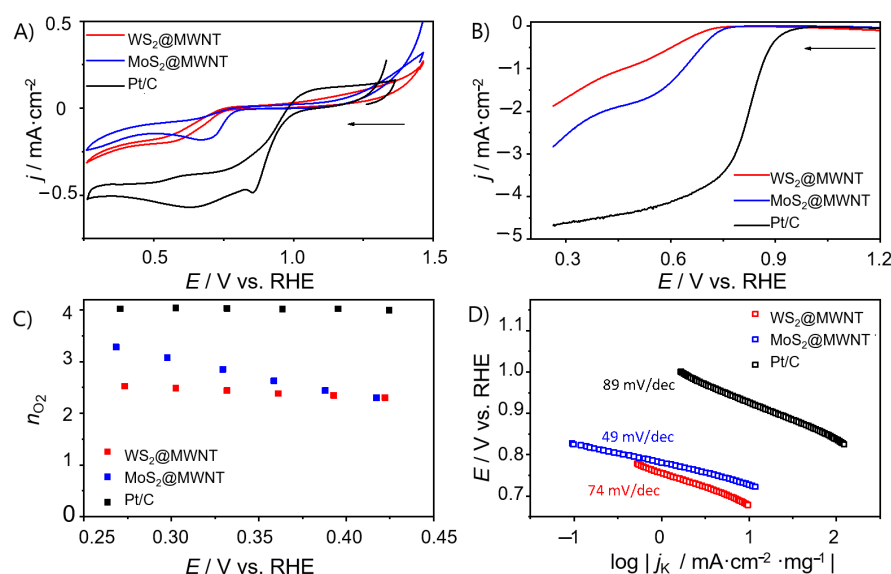 A)
WS₂@MWNT
MoS₂@MWNT
Pt/C
j / mA·cm⁻²
0.5
0
−0.5
0.5
1.0
1.5
E / V vs. RHE
B)
0
−1
−2
−3
−4
−5
j / mA·cm⁻²
WS₂@MWNT
MoS₂@MWNT
Pt/C
0.3
0.6
0.9
1.2
E / V vs. RHE
C)
4
3
2
1
0
n_O₂
WS₂@MWNT
MoS₂@MWNT
Pt/C
0.25
0.30
0.35
0.40
0.45
E / V vs. RHE
D)
WS₂@MWNT
MoS₂@MWNT
Pt/C
1.1
1.0
0.9
0.8
0.7
E / V vs. RHE
89 mV/dec
49 mV/dec
74 mV/dec
−1
0
1
2
log | j_K / mA·cm⁻² ·mg⁻¹|